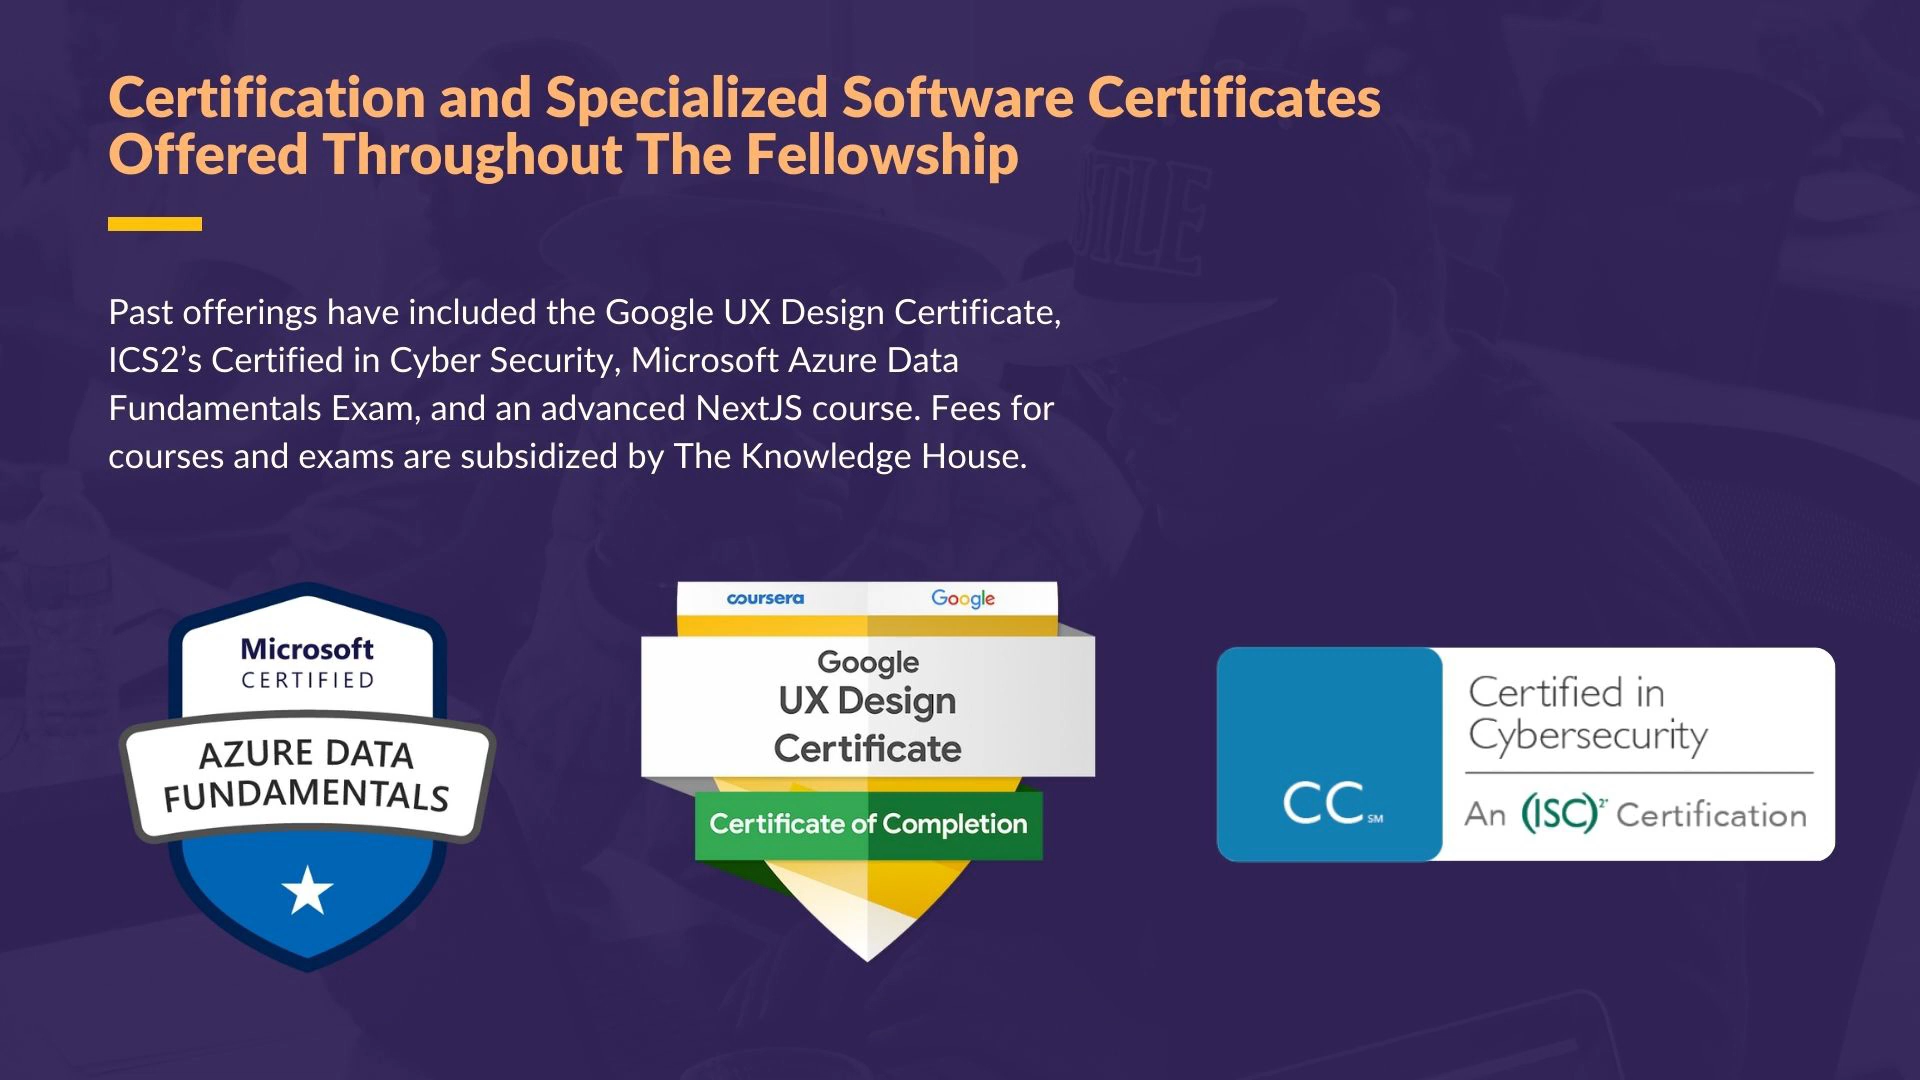 Certification and Specialized Software Certificates
Offered Throughout The Fellowship
Past offerings have included the Google UX Design Certificate,
ICS2’s Certified in Cyber Security, Microsoft Azure Data
Fundamentals Exam, and an advanced NextJS course. Fees for
courses and exams are subsidized by The Knowledge House.
Microsoft
CERTIFIED
AZURE DATA
FUNDAMENTALS
coursera
Google
Google
UX Design
Certificate
Certificate of Completion
CC SM
Certified in
Cybersecurity
An (ISC)² Certification